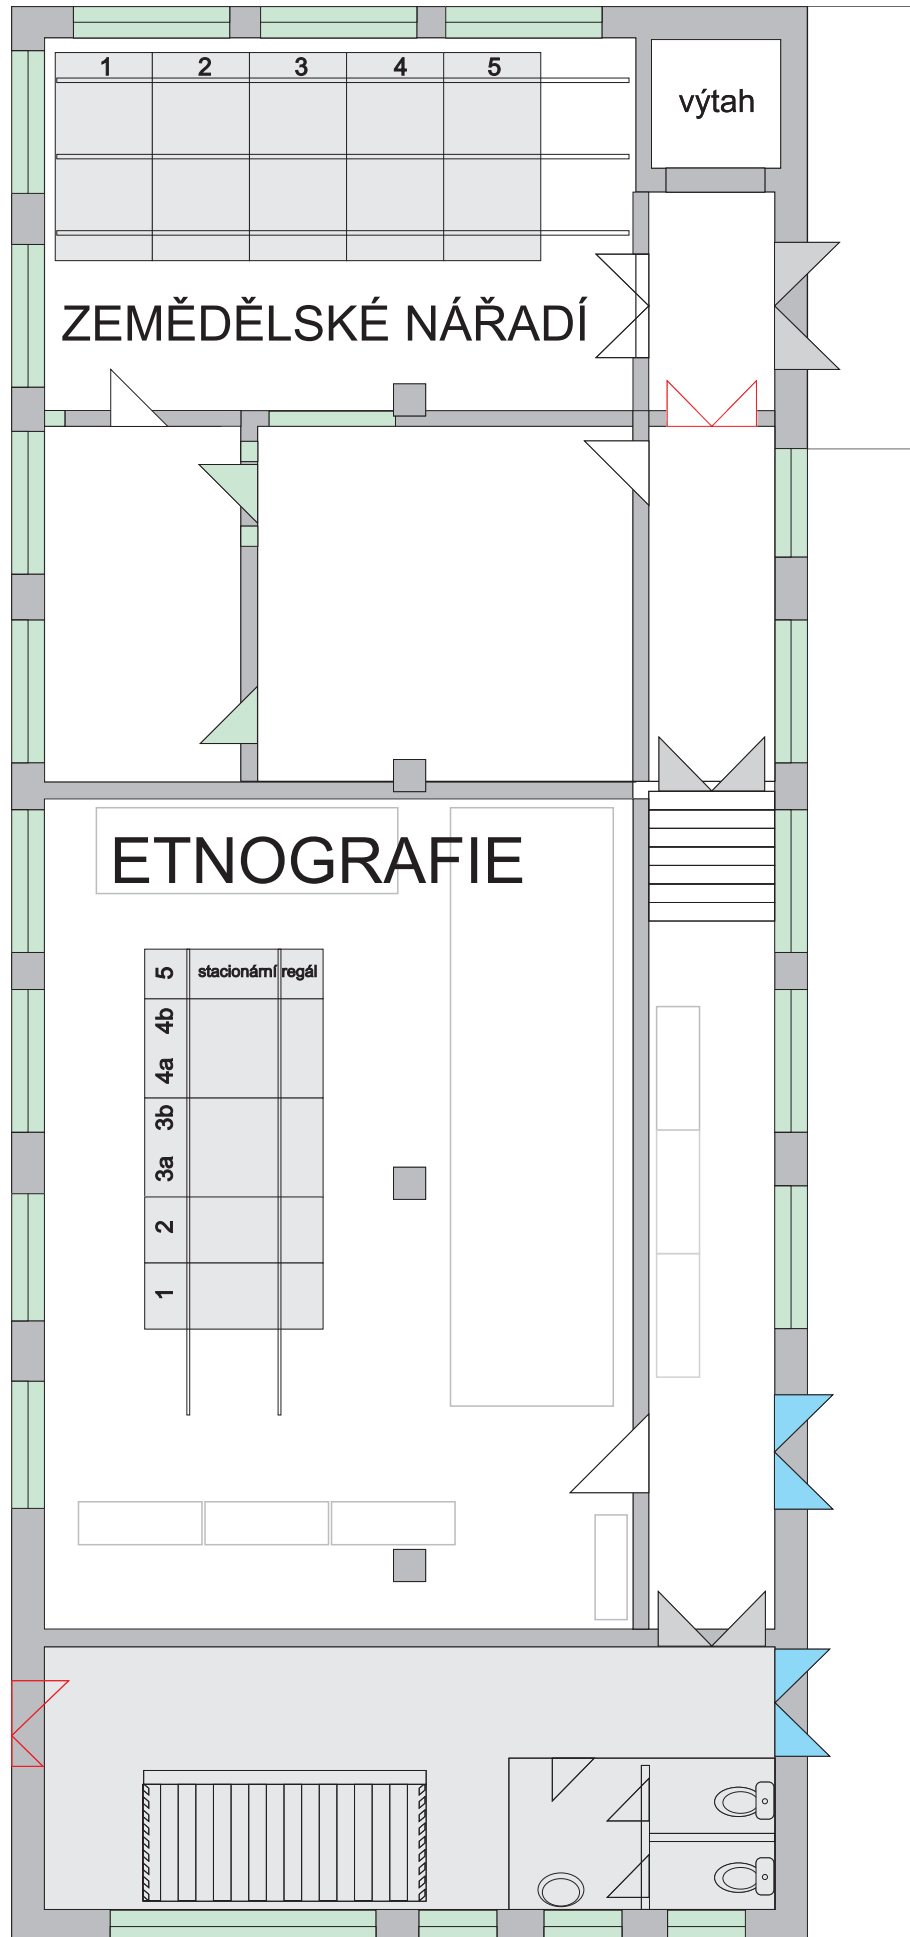 1 2 3 4 5
výtah
ZEMĚDĚLSKÉ NÁŘADÍ
ETNOGRAFIE
5 stacionární regál
4b
4a
3b
3a
2
1